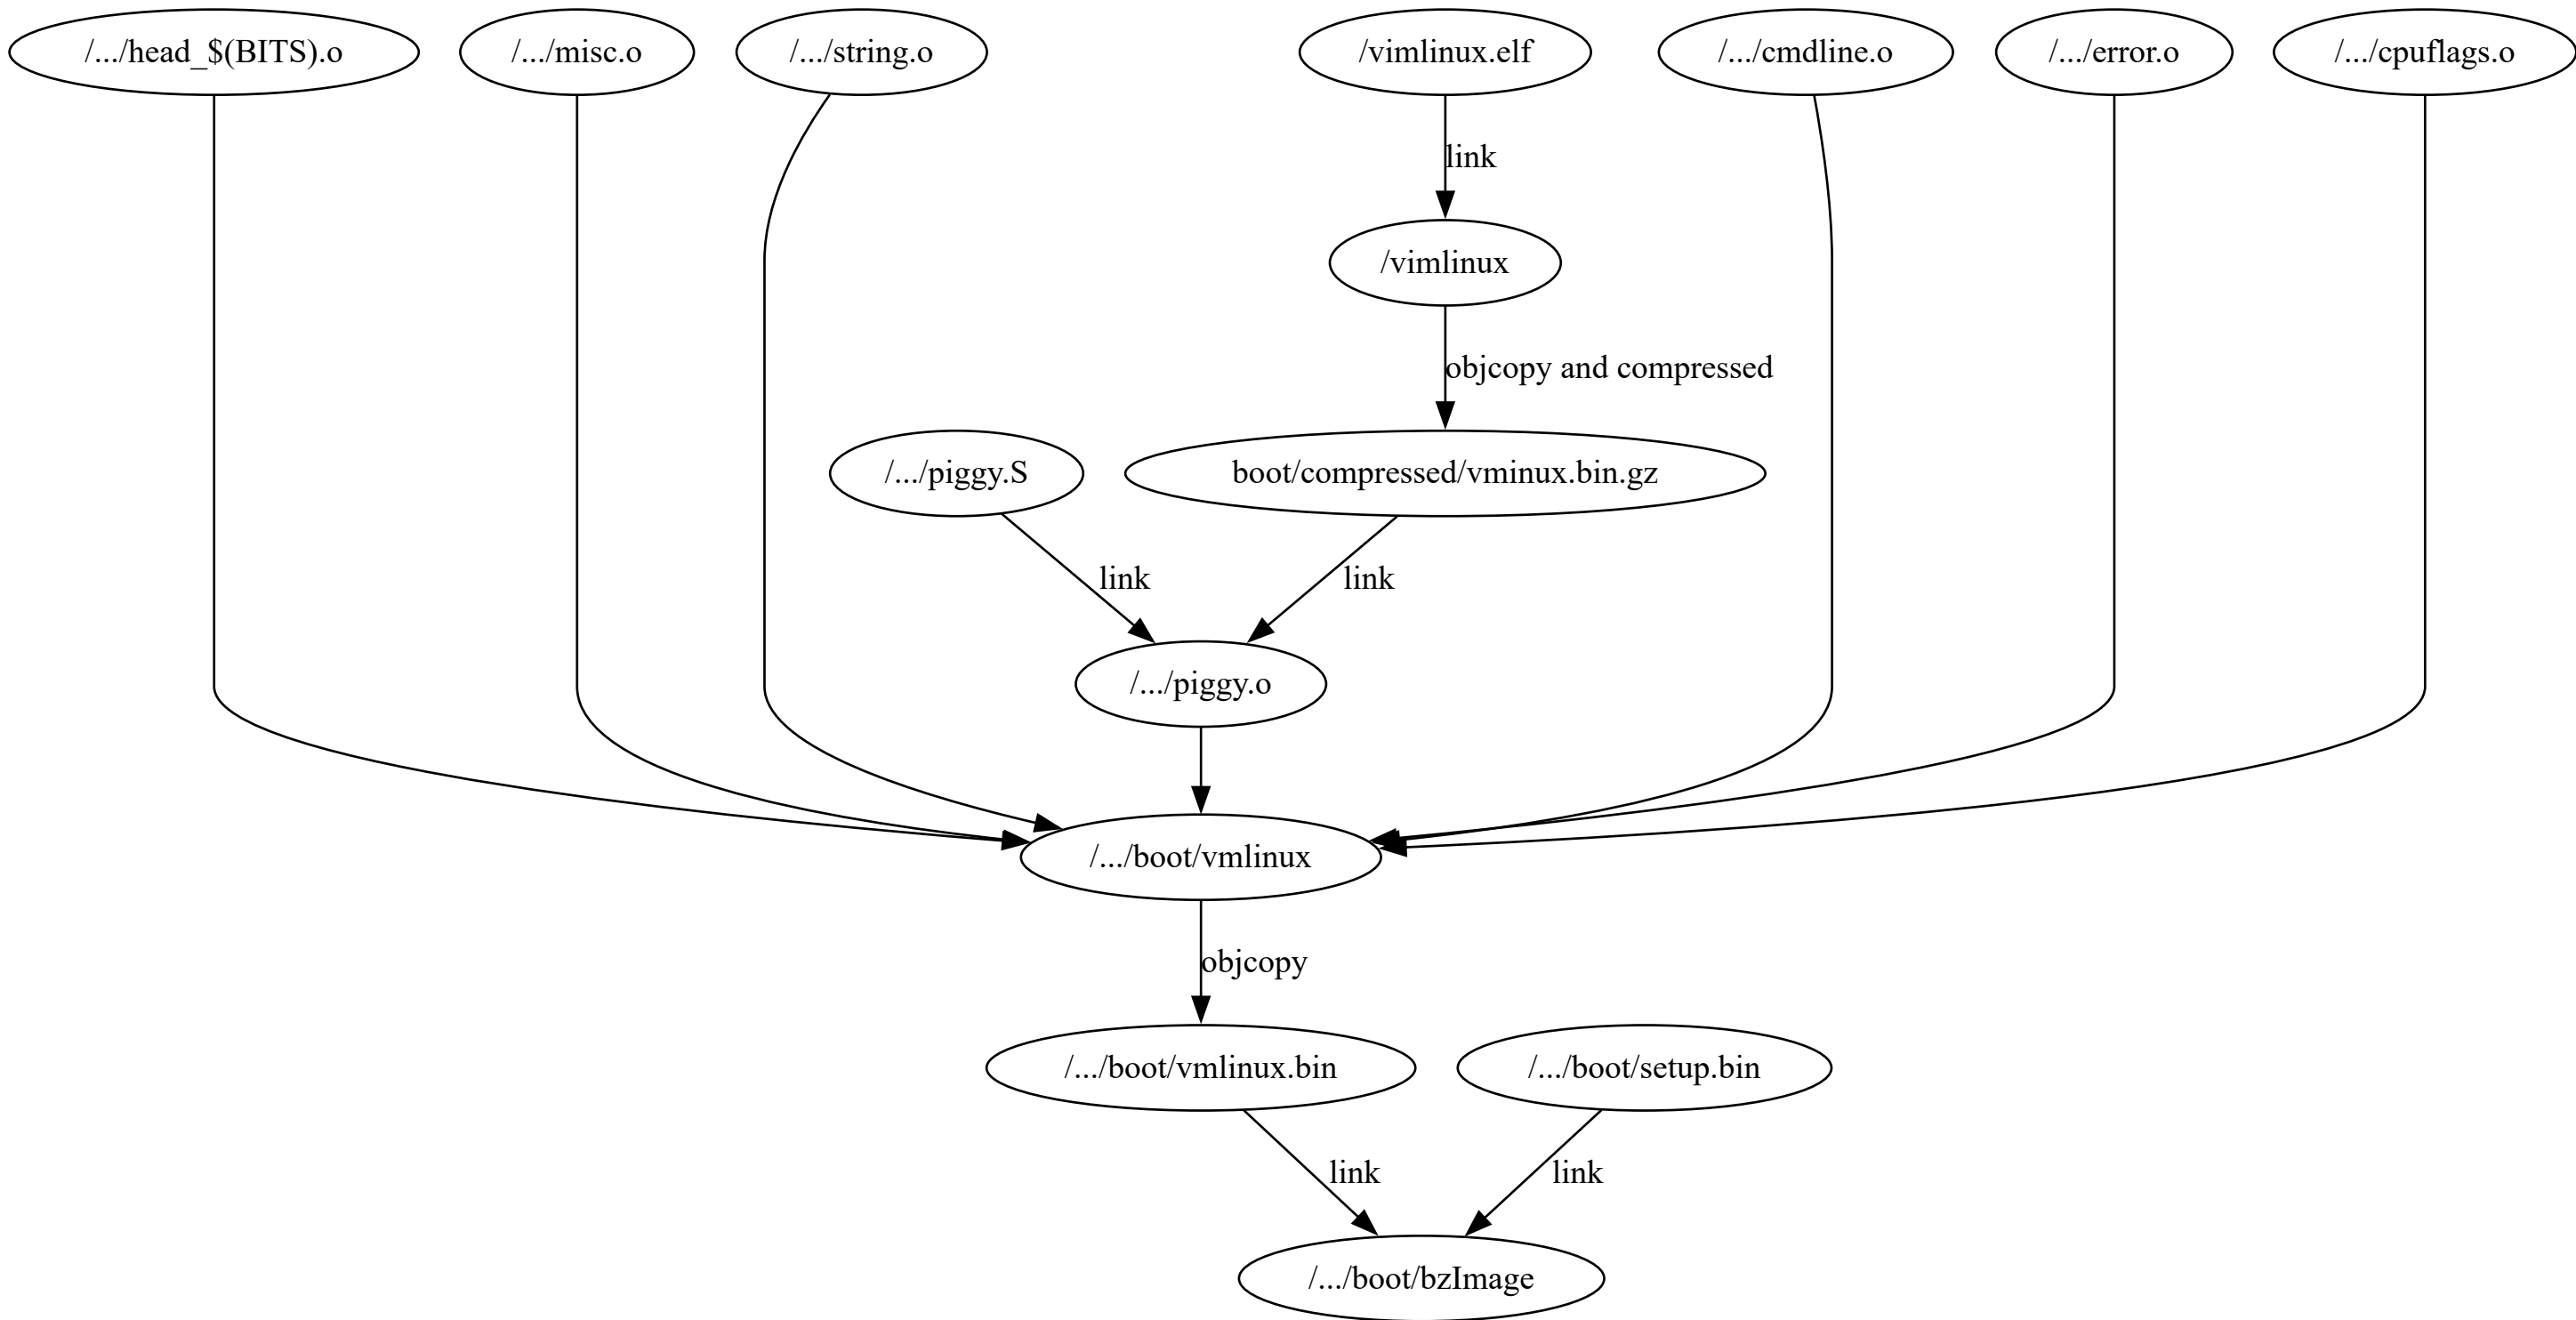 /.../head_$(BITS).o
/.../misc.o
/.../string.o
/vimlinux.elf
/.../cmdline.o
/.../error.o
/.../cpuflags.o
link
/vimlinux
objcopy and compressed
/.../piggy.S
boot/compressed/vminux.bin.gz
link
link
/.../piggy.o
/.../boot/vmlinux
objcopy
/.../boot/vmlinux.bin
/.../boot/setup.bin
link
link
/.../boot/bzImage